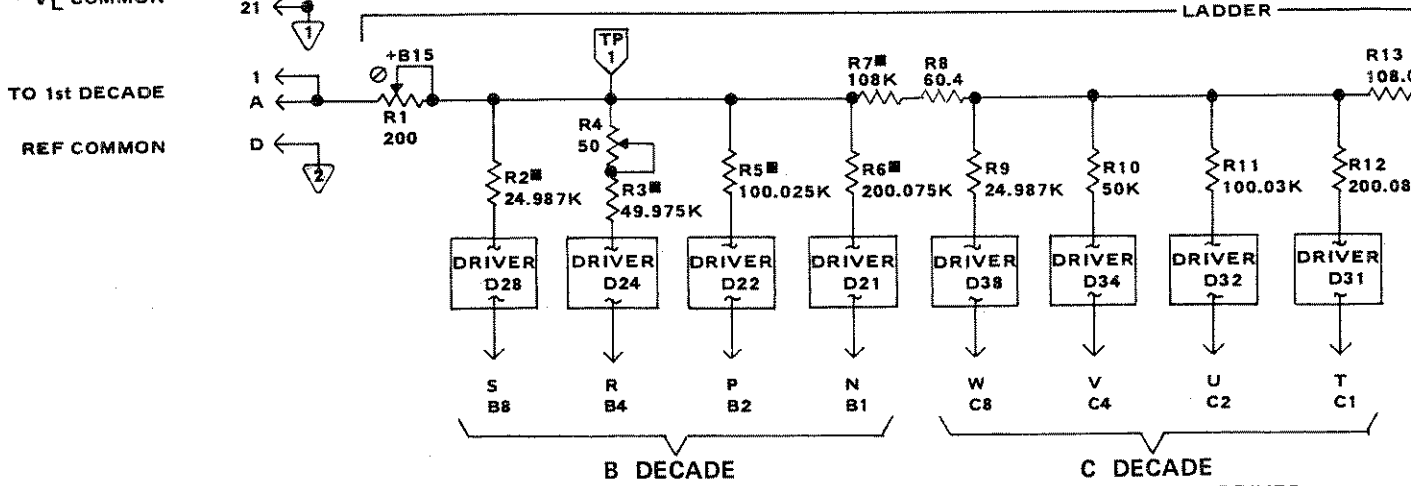 COMMON
21
1
LADDER
TP
1
+B15
TO 1st DECADE
1
A
R1
200
REF COMMON
D
2
R7■
108K
R8
60.4
R13
R4
50
R2■
24.987K
R3■
49.975K
R5■
100.025K
R6■
200.075K
R9
24.987K
R10
50K
R11
100.03K
R12
DRIVER
D28
DRIVER
D24
DRIVER
D22
DRIVER
D21
DRIVER
D38
DRIVER
D34
DRIVER
D32
DRIVER
D31
S
B8
R
B4
P
B2
N
B1
W
C8
V
C4
U
C2
T
C1
B DECADE
C DECADE